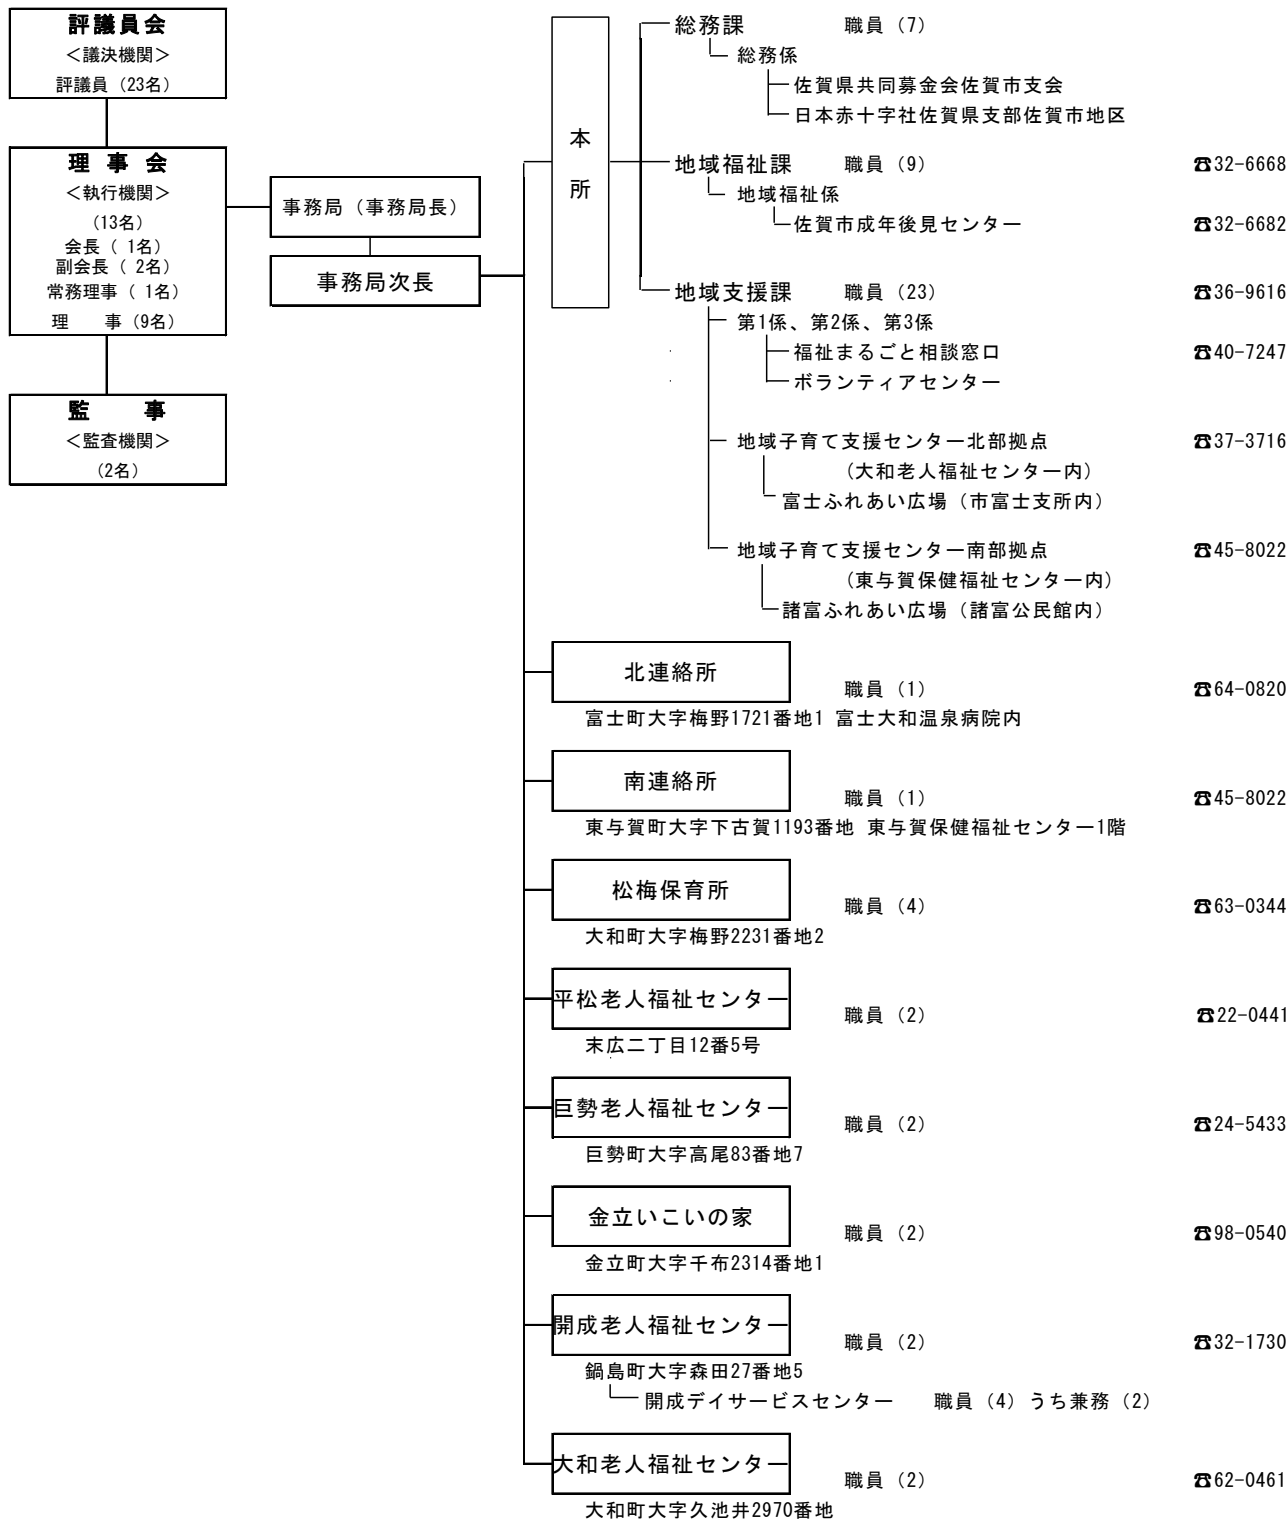 評議員会
＜議決機関＞
評議員（23名）
理 事 会
＜執行機関＞
（13名）
会長（ 1名）
副会長（ 2名）
常務理事（ 1名）
理　　事（9名）
監　　事
＜監査機関＞
（2名）
事務局（事務局長）
事務局次長
本所
総務課　職員（7）
総務係
佐賀県共同募金会佐賀市支会
日本赤十字社佐賀県支部佐賀市地区
地域福祉課　職員（9）　☎32-6668
地域福祉係
佐賀市成年後見センター　☎32-6682
地域支援課　職員（23）　☎36-9616
第1係、第2係、第3係
福祉まるごと相談窓口　☎40-7247
ボランティアセンター
地域子育て支援センター北部拠点　☎37-3716
（大和老人福祉センター内）
富士ふれあい広場（市富士支所内）
地域子育て支援センター南部拠点　☎45-8022
（東与賀保健福祉センター内）
諸富ふれあい広場（諸富公民館内）
北連絡所　職員（1）　☎64-0820
富士町大字梅野1721番地1 富士大和温泉病院内
南連絡所　職員（1）　☎45-8022
東与賀町大字下古賀1193番地 東与賀保健福祉センター1階
松梅保育所　職員（4）　☎63-0344
大和町大字梅野2231番地2
平松老人福祉センター　職員（2）　☎22-0441
末広二丁目12番5号
巨勢老人福祉センター　職員（2）　☎24-5433
巨勢町大字高尾83番地7
金立いこいの家　職員（2）　☎98-0540
金立町大字千布2314番地1
開成老人福祉センター　職員（2）　☎32-1730
鍋島町大字森田27番地5
開成デイサービスセンター　職員（4）うち兼務（2）
大和老人福祉センター　職員（2）　☎62-0461
大和町大字久池井2970番地